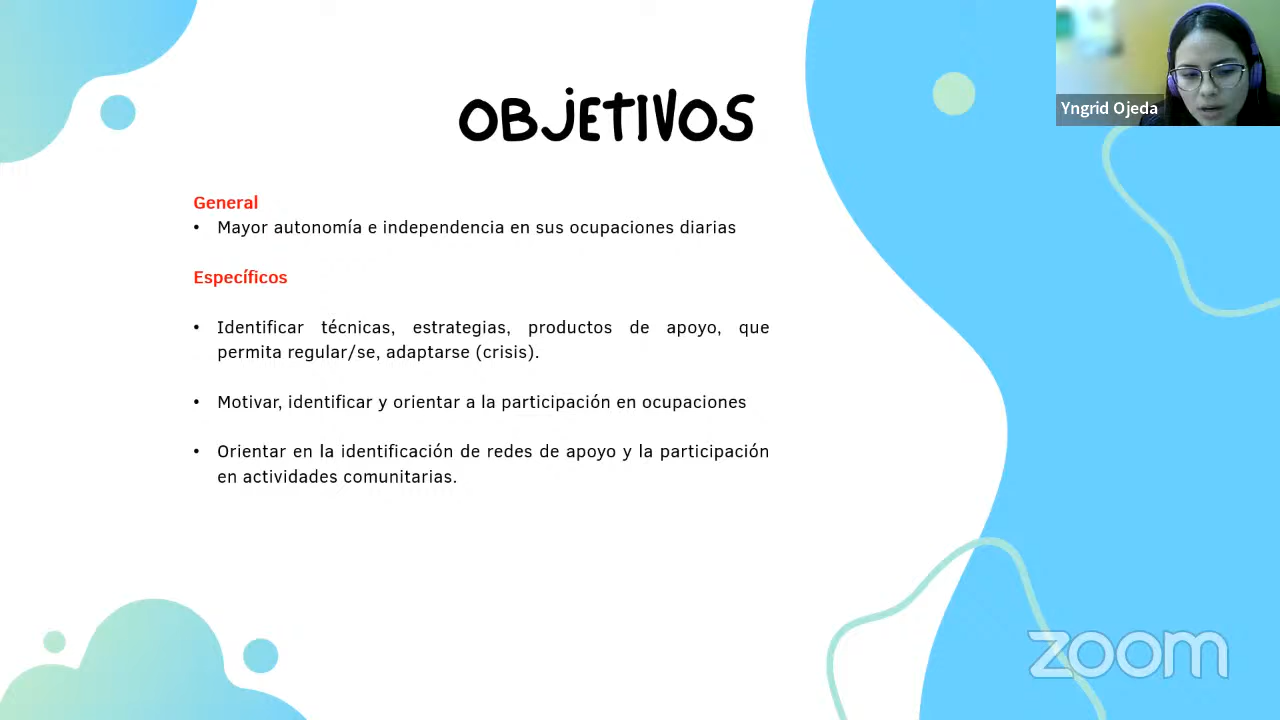 OBJETIVOS
Yngrid Ojeda
General
• Mayor autonomía e independencia en sus ocupaciones diarias
Específicos
• Identificar técnicas, estrategias, productos de apoyo, que
permita regular/se, adaptarse (crisis).
• Motivar, identificar y orientar a la participación en ocupaciones
• Orientar en la identificación de redes de apoyo y la participación
en actividades comunitarias.
zoom